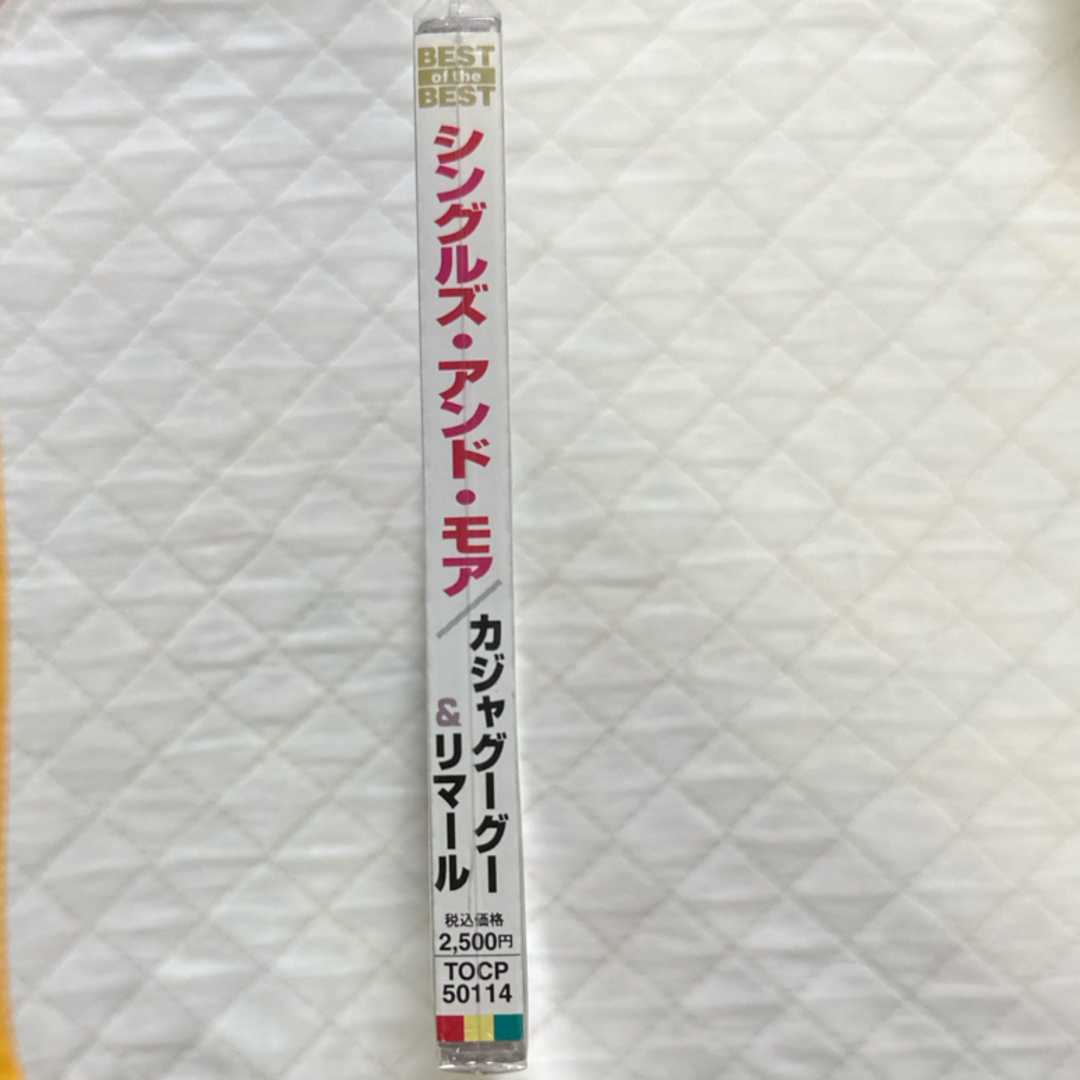 BEST
of the
BEST
シングルズ・アンド・モア
カジャグーグー
&リマール
税込価格
2,500円
TOCP
50114